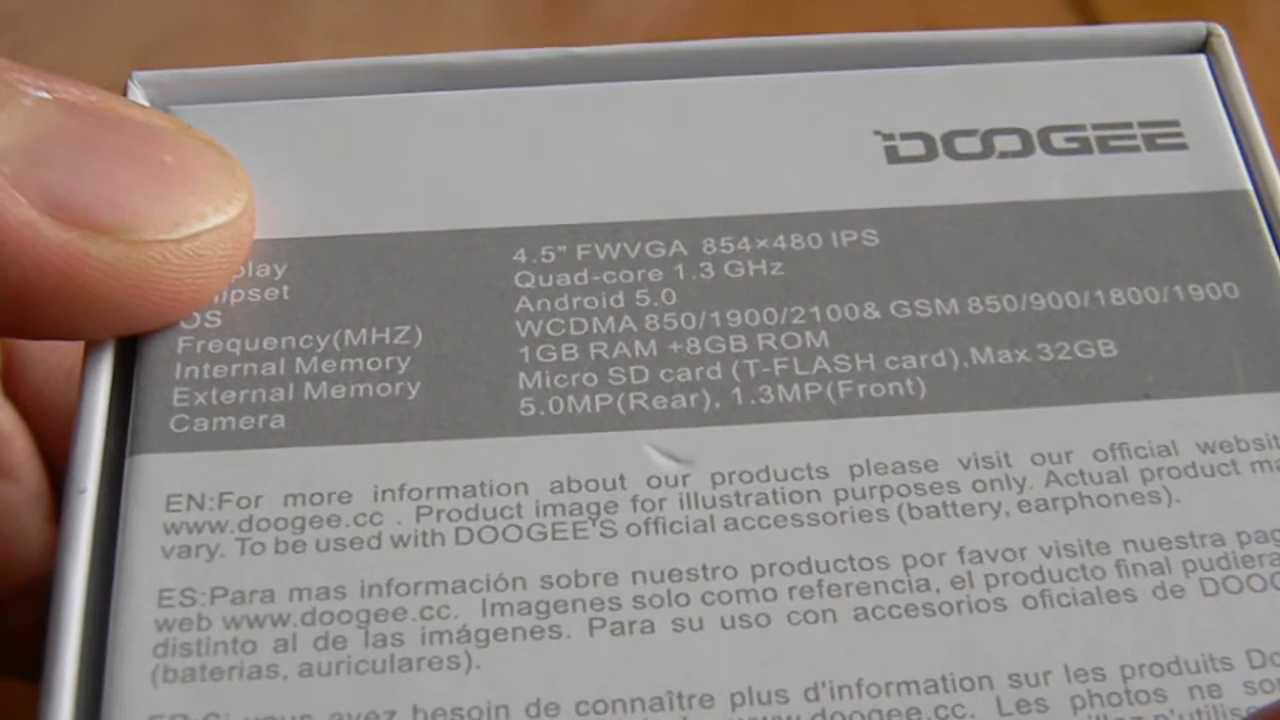 DOOGEE
play 4.5" FWVGA 854×480 IPS
ipset Quad-core 1.3 GHz
OS Android 5.0
Frequency(MHZ) WCDMA 850/1900/2100& GSM 850/900/1800/1900
Internal Memory 1GB RAM +8GB ROM
External Memory Micro SD card (T-FLASH card),Max 32GB
Camera 5.0MP(Rear), 1.3MP(Front)
EN:For more information about our products please visit our official websit
www.doogee.cc . Product image for illustration purposes only. Actual product ma
vary. To be used with DOOGEE'S official accessories (battery, earphones).
ES:Para mas información sobre nuestro productos por favor visite nuestra pag
web www.doogee.cc. Imagenes solo como referencia, el producto final pudiera
distinto al de las imágenes. Para su uso con accesorios oficiales de DOOG
(baterias, auriculares).
avez besoin de connaître plus d'information sur les produits Do
www.doogee.cc. Les photos ne so